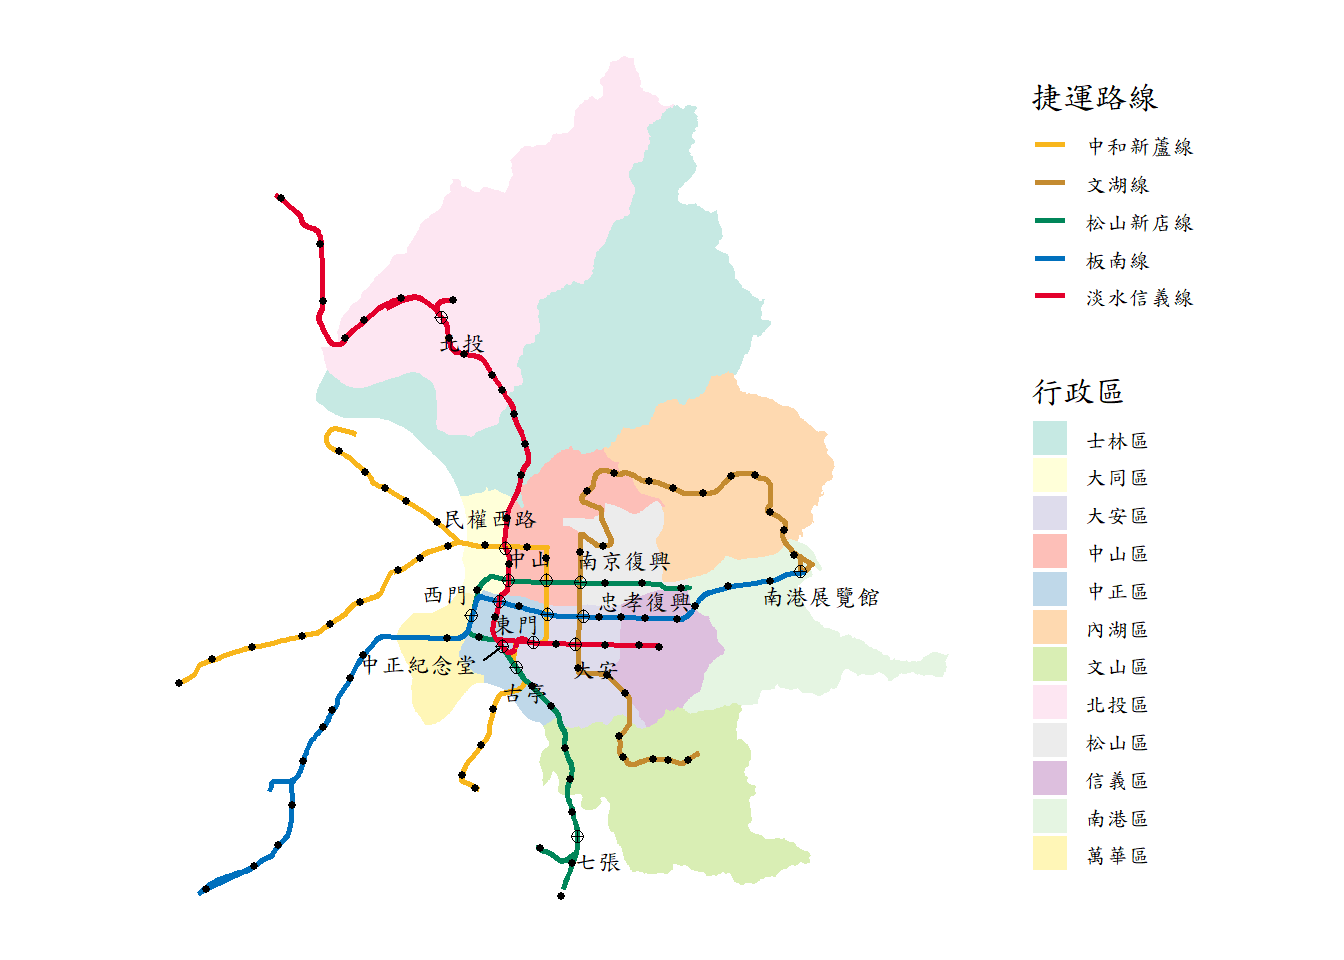 捷運路線
中和新蘆線
文湖線
松山新店線
板南線
淡水信義線
行政區
士林區
大同區
大安區
中山區
中正區
內湖區
文山區
北投區
松山區
信義區
南港區
萬華區
北投
民權西路
中山
南京復興
西門
忠孝復興
南港展覽館
東門
中正紀念堂
大安
古亭
七張